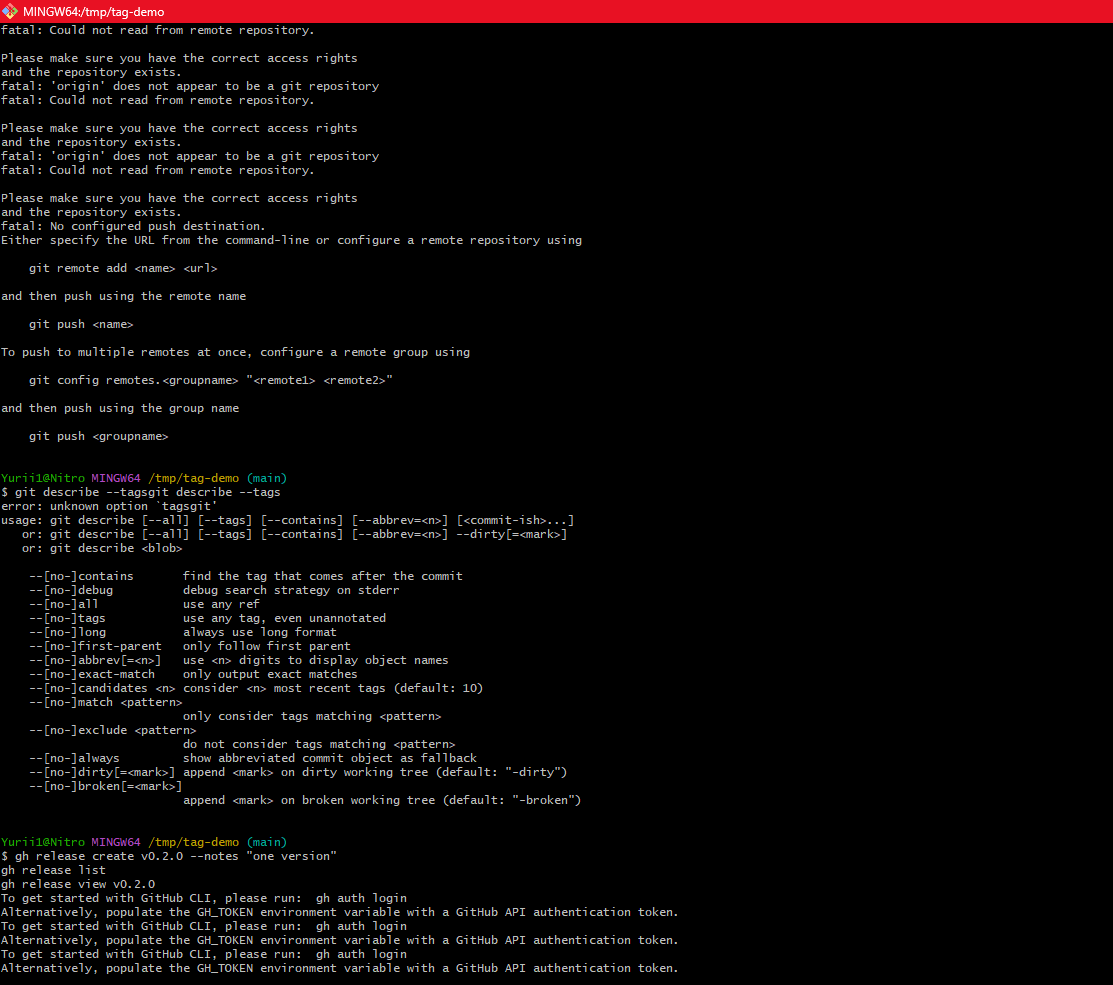 MINGW64:/tmp/tag-demo
fatal: Could not read from remote repository.
Please make sure you have the correct access rights
and the repository exists.
fatal: 'origin' does not appear to be a git repository
fatal: Could not read from remote repository.
Please make sure you have the correct access rights
and the repository exists.
fatal: 'origin' does not appear to be a git repository
fatal: Could not read from remote repository.
Please make sure you have the correct access rights
and the repository exists.
fatal: No configured push destination.
Either specify the URL from the command-line or configure a remote repository using
    git remote add <name> <url>
and then push using the remote name
    git push <name>
To push to multiple remotes at once, configure a remote group using
    git config remotes.<groupname> "<remote1> <remote2>"
and then push using the group name
    git push <groupname>
Yurii1@Nitro MINGW64 /tmp/tag-demo (main)
$ git describe --tagsgit describe --tags
error: unknown option `tagsgit'
usage: git describe [--all] [--tags] [--contains] [--abbrev=<n>] [<commit-ish>...]
   or: git describe [--all] [--tags] [--contains] [--abbrev=<n>] --dirty[=<mark>]
   or: git describe <blob>
    --[no-]contains       find the tag that comes after the commit
    --[no-]debug          debug search strategy on stderr
    --[no-]all            use any ref
    --[no-]tags           use any tag, even unannotated
    --[no-]long           always use long format
    --[no-]first-parent   only follow first parent
    --[no-]abbrev[=<n>]   use <n> digits to display object names
    --[no-]exact-match    only output exact matches
    --[no-]candidates <n> consider <n> most recent tags (default: 10)
    --[no-]match <pattern>
                          only consider tags matching <pattern>
    --[no-]exclude <pattern>
                          do not consider tags matching <pattern>
    --[no-]always         show abbreviated commit object as fallback
    --[no-]dirty[=<mark>] append <mark> on dirty working tree (default: "-dirty")
    --[no-]broken[=<mark>]
                          append <mark> on broken working tree (default: "-broken")
Yurii1@Nitro MINGW64 /tmp/tag-demo (main)
$ gh release create v0.2.0 --notes "one version"
gh release list
gh release view v0.2.0
To get started with GitHub CLI, please run:  gh auth login
Alternatively, populate the GH_TOKEN environment variable with a GitHub API authentication token.
To get started with GitHub CLI, please run:  gh auth login
Alternatively, populate the GH_TOKEN environment variable with a GitHub API authentication token.
To get started with GitHub CLI, please run:  gh auth login
Alternatively, populate the GH_TOKEN environment variable with a GitHub API authentication token.